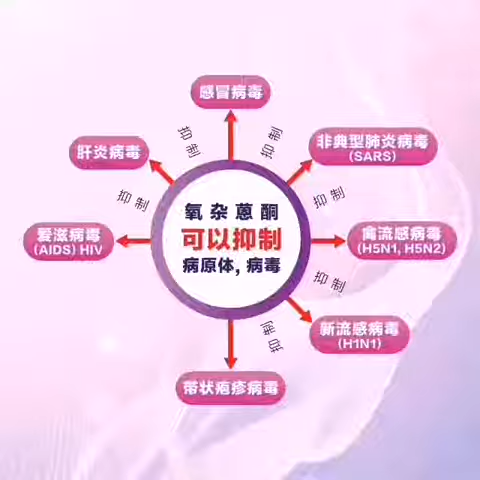 感冒病毒
抑制
抑制
非典型肺炎病毒
(SARS)
肝炎病毒
抑制
抑制
氧杂蒽酮
可以抑制
病原体, 病毒
爱滋病毒
(AIDS) HIV
禽流感病毒
(H5N1, H5N2)
抑制
新流感病毒
(H1N1)
抑制
带状疱疹病毒